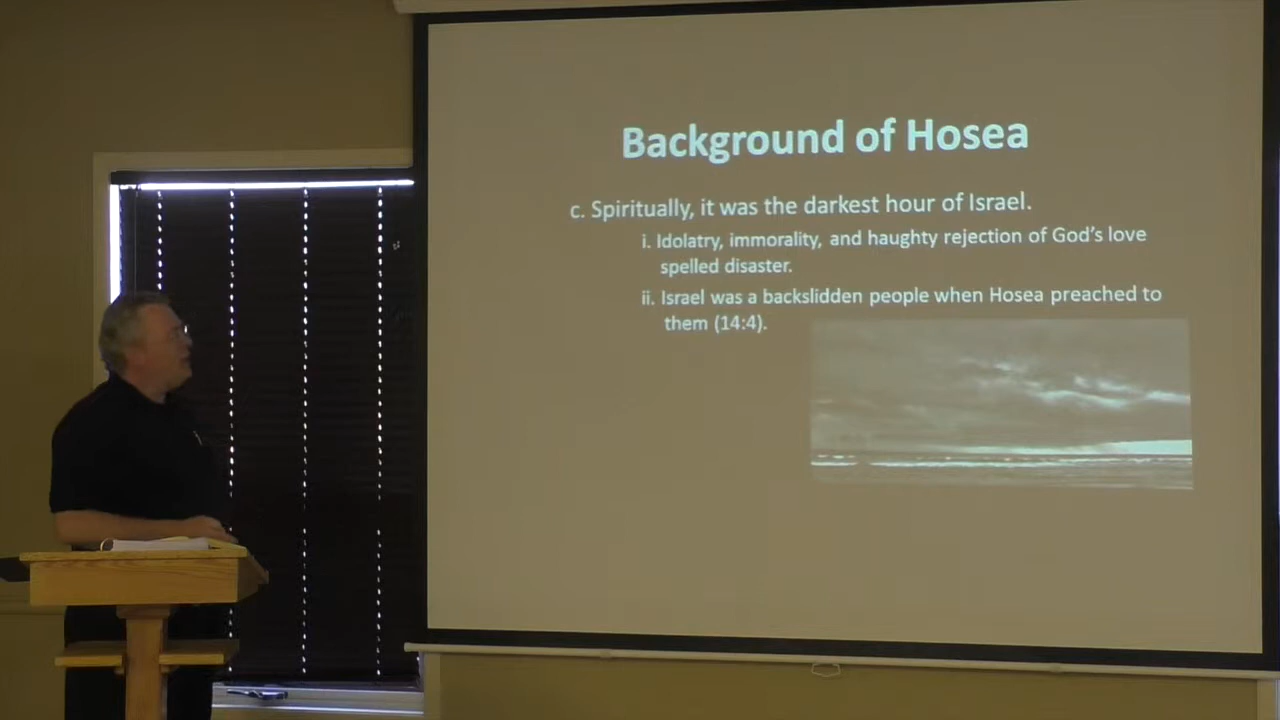 Background of Hosea
c. Spiritually, it was the darkest hour of Israel.
i. Idolatry, immorality, and haughty rejection of God's love
spelled disaster.
ii. Israel was a backslidden people when Hosea preached to
them (14:4).